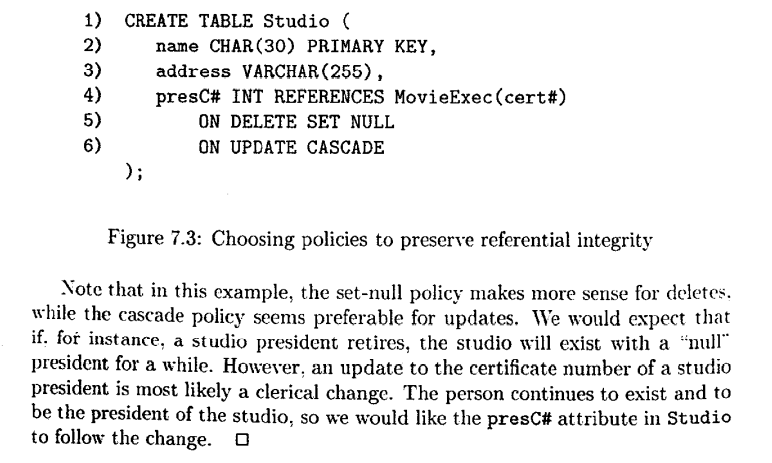 1) CREATE TABLE Studio (
2) name CHAR(30) PRIMARY KEY,
3) address VARCHAR(255),
4) presC# INT REFERENCES MovieExec(cert#)
5) ON DELETE SET NULL
6) ON UPDATE CASCADE
);
Figure 7.3: Choosing policies to preserve referential integrity
Note that in this example, the set-null policy makes more sense for deletes,
while the cascade policy seems preferable for updates. We would expect that
if, for instance, a studio president retires, the studio will exist with a "null"
president for a while. However, an update to the certificate number of a studio
president is most likely a clerical change. The person continues to exist and to
be the president of the studio, so we would like the presC# attribute in Studio
to follow the change. □